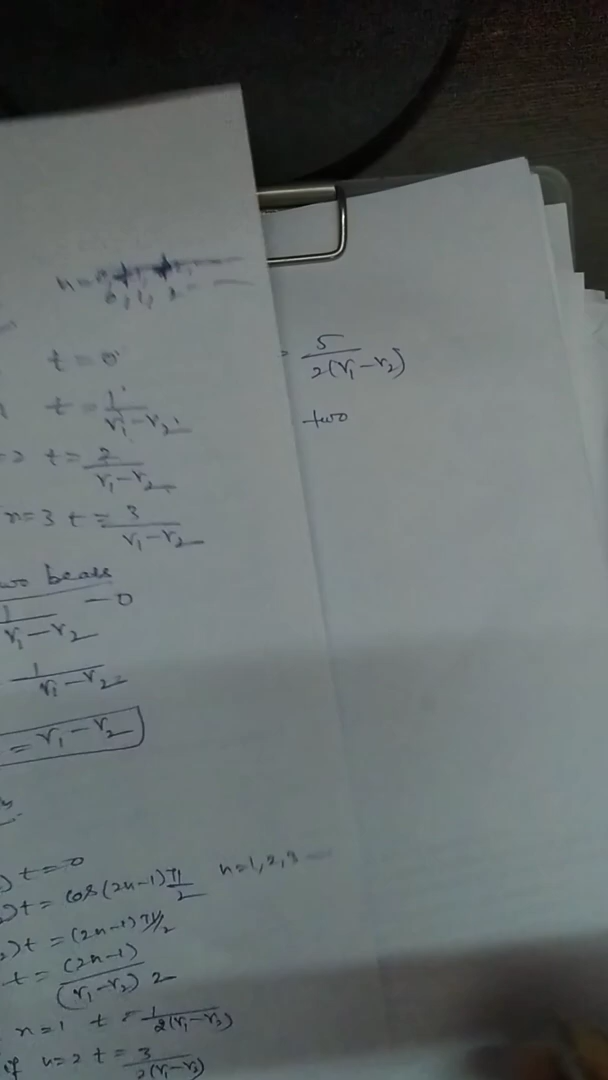 n=
0, 1, 2 - —
t=0
t= 1/(ν₁-ν₂)
=2 t= 2/(ν₁-ν₂)
n=3 t= 3/(ν₁-ν₂)
two beats
1/(ν₁-ν₂) -0
1/(ν₁-ν₂)
= ν₁-ν₂
) t=0
)t= cos(2n-1)π/2 n=1,2,3 —
₂)t = (2n-1)π/2
t= (2n-1)/((ν₁-ν₂) 2
n=1 t= 1/(2(ν₁-ν₂))
if n=2 t= 3/(2(ν₁-ν₂))
= 5/(2(ν₁-ν₂))
two